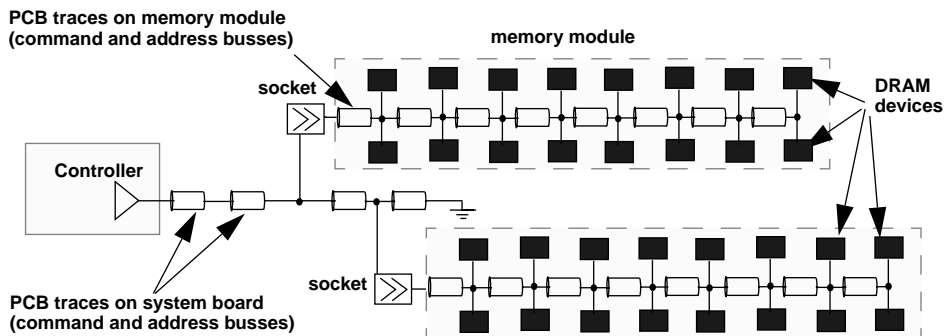 PCB traces on memory module
(command and address busses)
memory module
socket
DRAM
devices
Controller
socket
PCB traces on system board
(command and address busses)